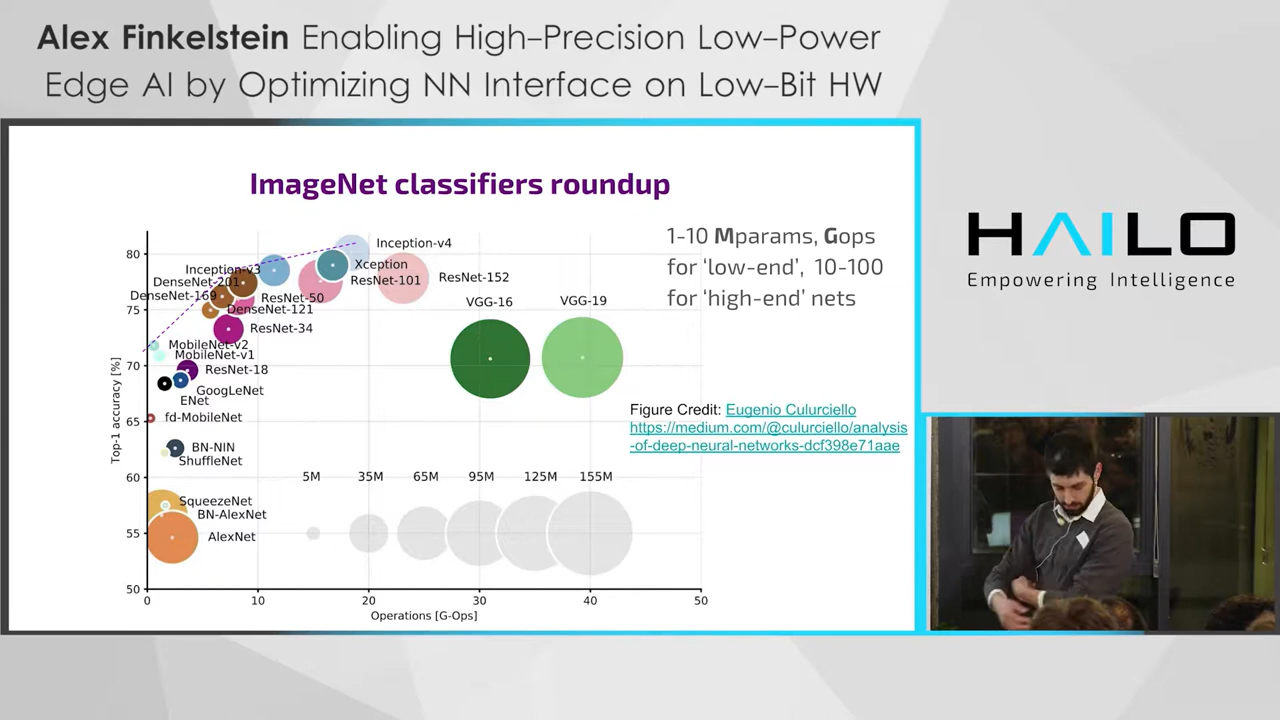 Alex Finkelstein Enabling High-Precision Low-Power
Edge AI by Optimizing NN Interface on Low-Bit HW
ImageNet classifiers roundup
1-10 Mparams, Gops
for 'low-end', 10-100
for 'high-end' nets
HAILO
Empowering Intelligence
80
75
70
65
60
55
50
Top-1 accuracy [%]
Inception-v4
Inception-v3
Xception
DenseNet-201
ResNet-101
ResNet-152
DenseNet-169
ResNet-50
VGG-16
VGG-19
DenseNet-121
ResNet-34
MobileNet-v2
MobileNet-v1
ResNet-18
GoogLeNet
ENet
fd-MobileNet
BN-NIN
ShuffleNet
5M
35M
65M
95M
125M
155M
SqueezeNet
BN-AlexNet
AlexNet
0
10
20
30
40
50
Operations [G-Ops]
Figure Credit: Eugenio Culurciello
https://medium.com/@culurciello/analysis
-of-deep-neural-networks-dcf398e71aae